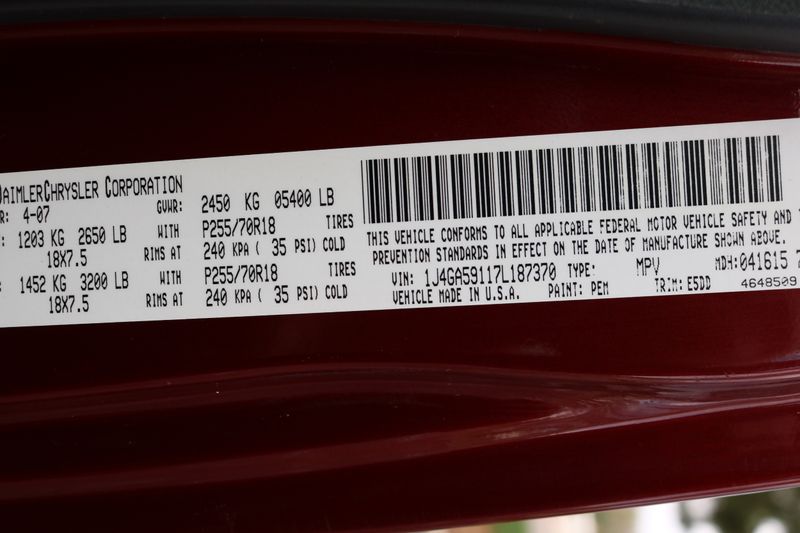 DAIMLERCHRYSLER CORPORATION
4-07 GVWR: 2450 KG 05400 LB
1203 KG 2650 LB WITH P255/70R18 TIRES
18X7.5 RIMS AT 240 KPA ( 35 PSI) COLD
1452 KG 3200 LB WITH P255/70R18 TIRES
18X7.5 RIMS AT 240 KPA ( 35 PSI) COLD
THIS VEHICLE CONFORMS TO ALL APPLICABLE FEDERAL MOTOR VEHICLE SAFETY AND
PREVENTION STANDARDS IN EFFECT ON THE DATE OF MANUFACTURE SHOWN ABOVE.
VIN: 1J4GA59117L187370 TYPE: MPV MDH:041615
VEHICLE MADE IN U.S.A. PAINT: PEM TRIM: E5DD 4648509